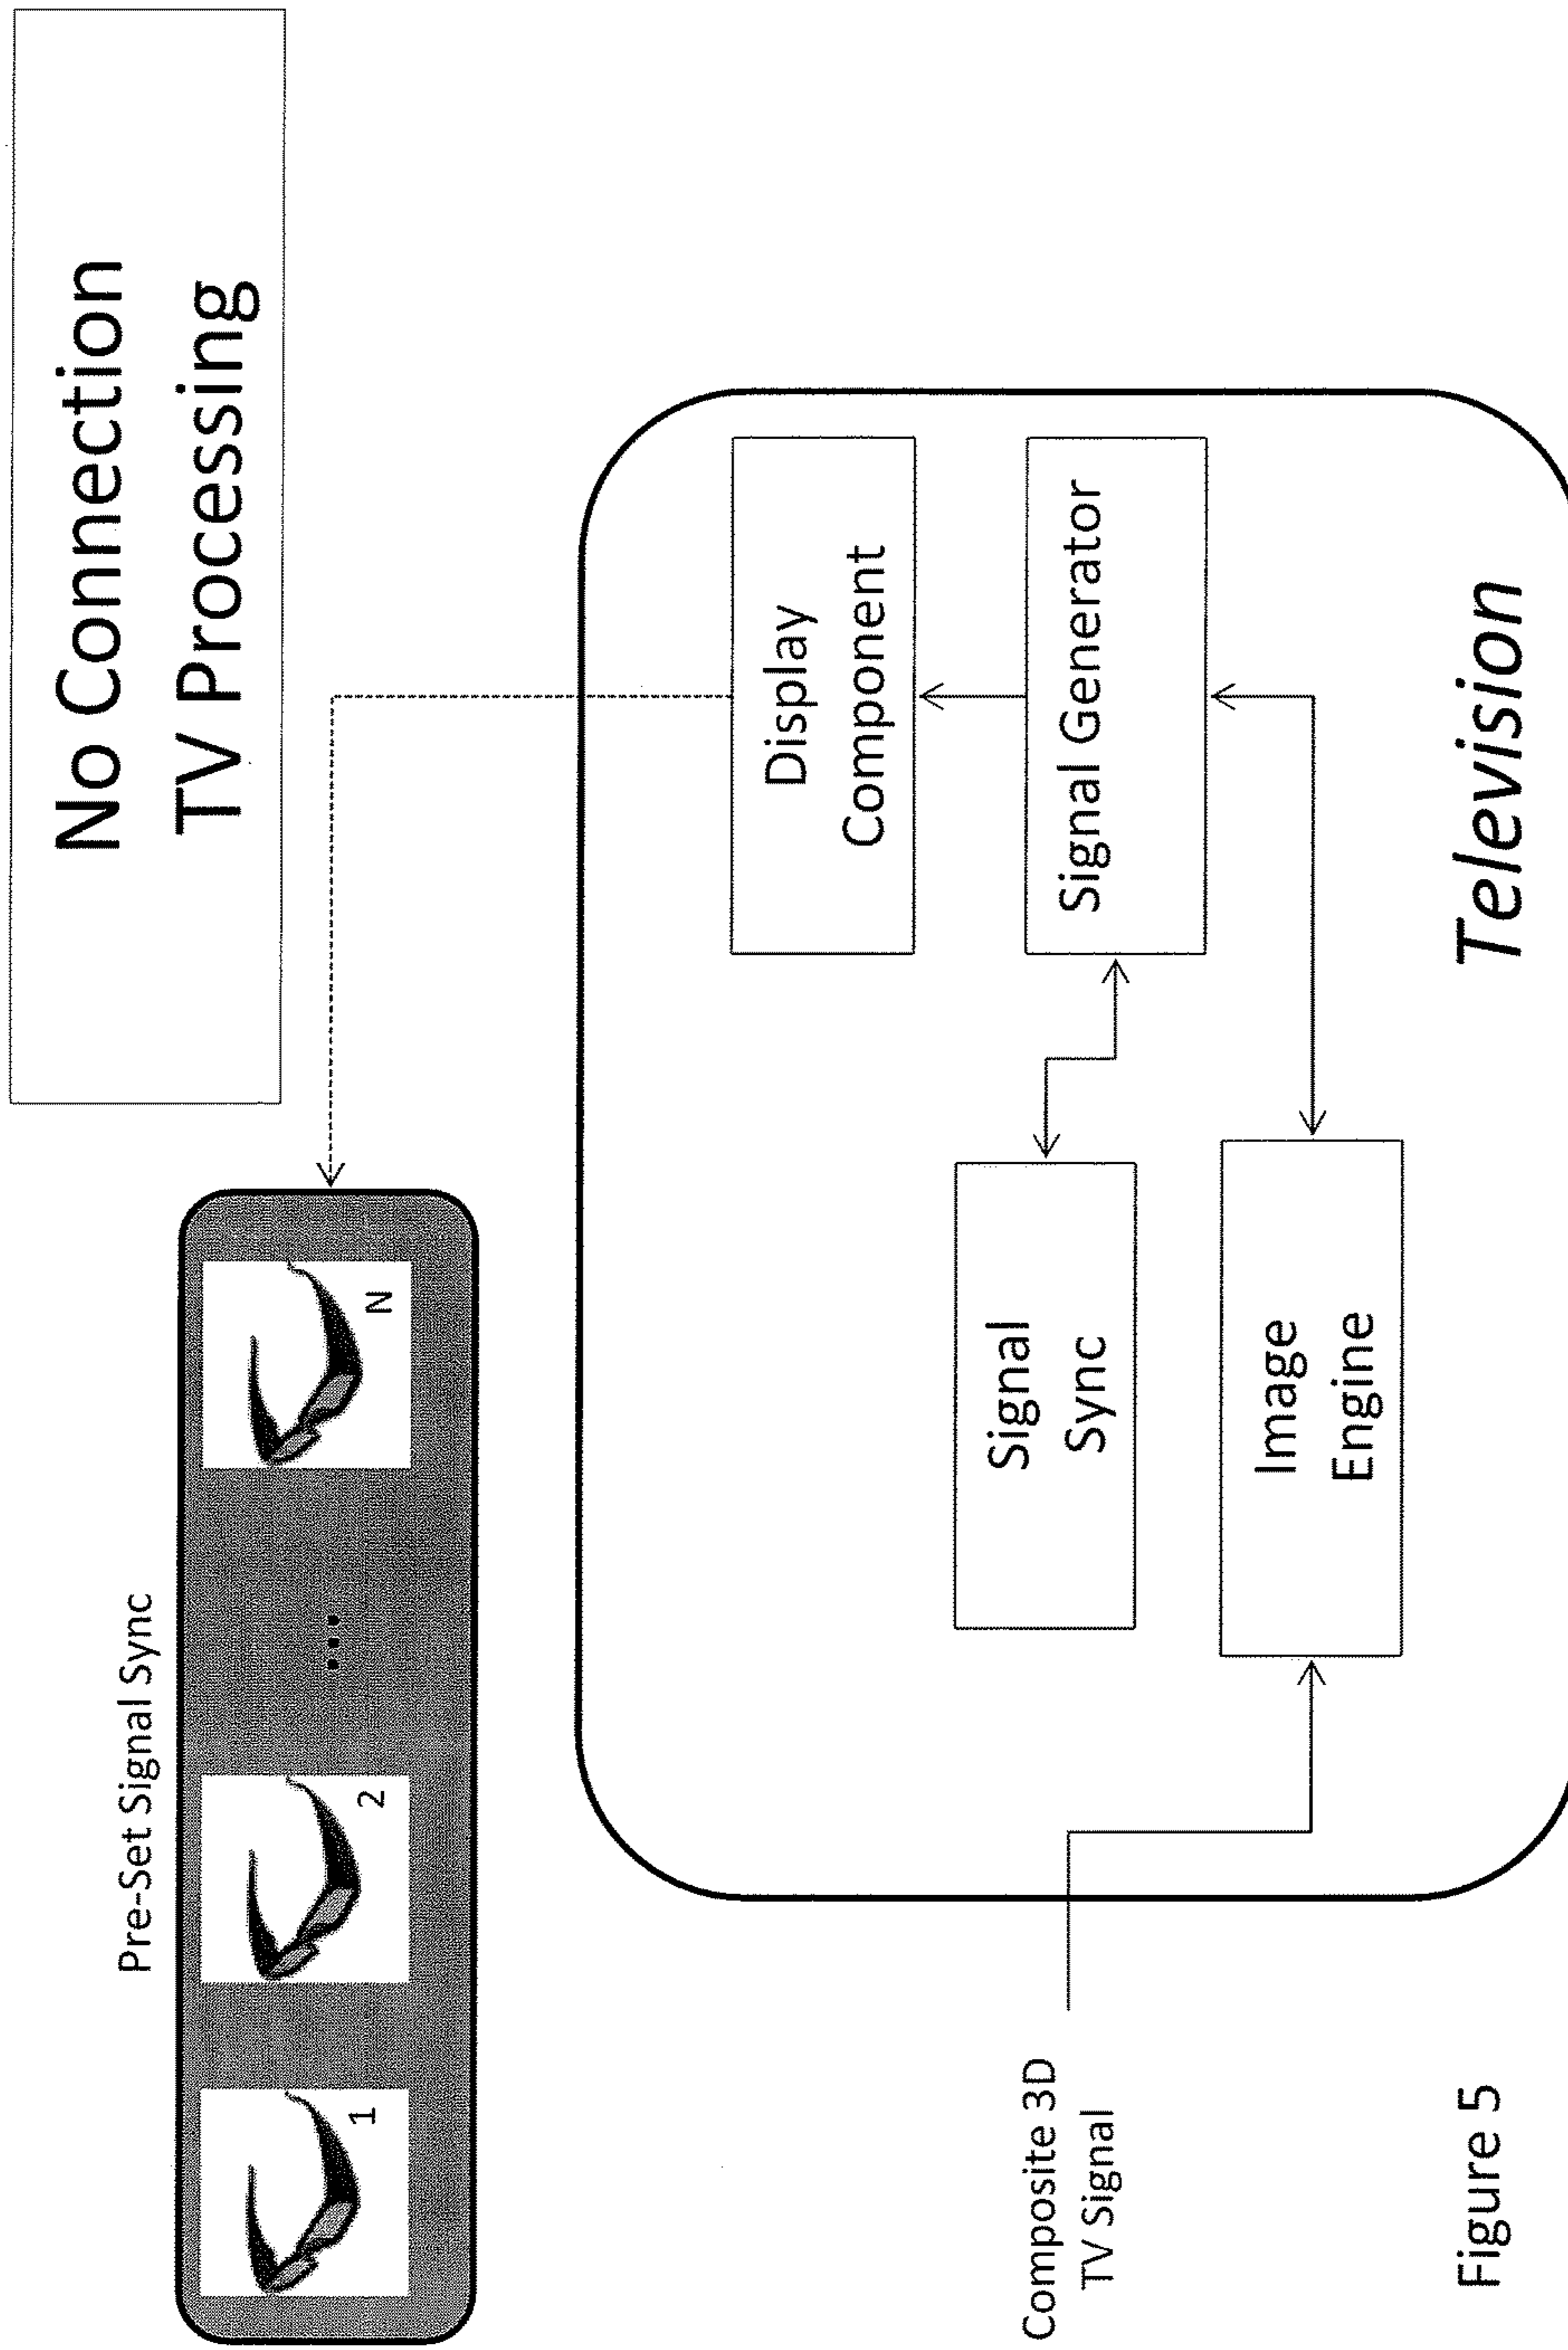 No Connection
TV Processing
Pre-Set Signal Sync
1
2
...
N
Display
Component
Signal Generator
Signal
Sync
Image
Engine
Composite 3D
TV Signal
Television
Figure 5